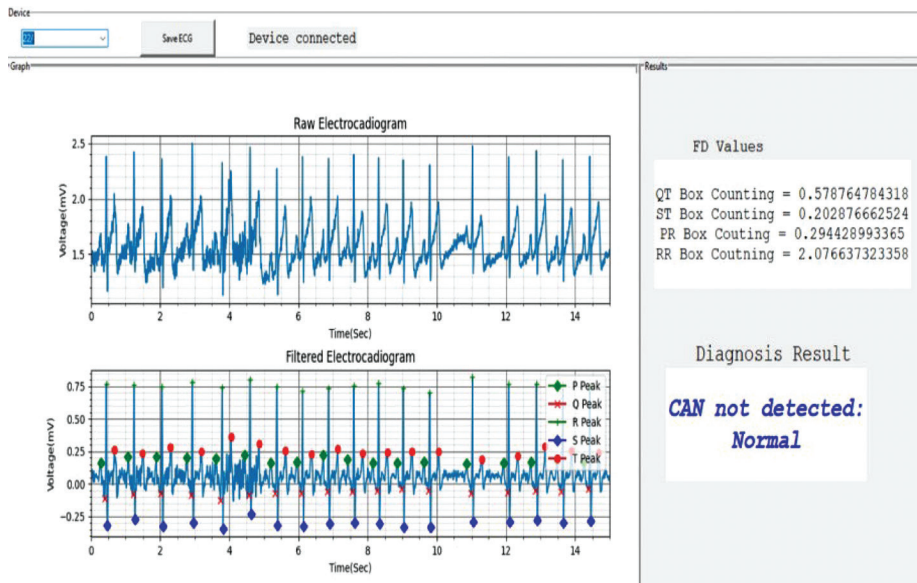 Device
Save ECG
Device connected
Graph
Results
Raw Electrocadiogram
2.5
2.0
1.5
Voltage(mV)
0 2 4 6 8 10 12 14
Time(Sec)
Filtered Electrocadiogram
0.75
0.50
0.25
0.00
−0.25
Voltage(mV)
P Peak
Q Peak
R Peak
S Peak
T Peak
0 2 4 6 8 10 12 14
Time(Sec)
FD Values
QT Box Counting = 0.578764784318
ST Box Counting = 0.202876662524
PR Box Couting = 0.294428993365
RR Box Coutning = 2.076637323358
Diagnosis Result
CAN not detected:
Normal